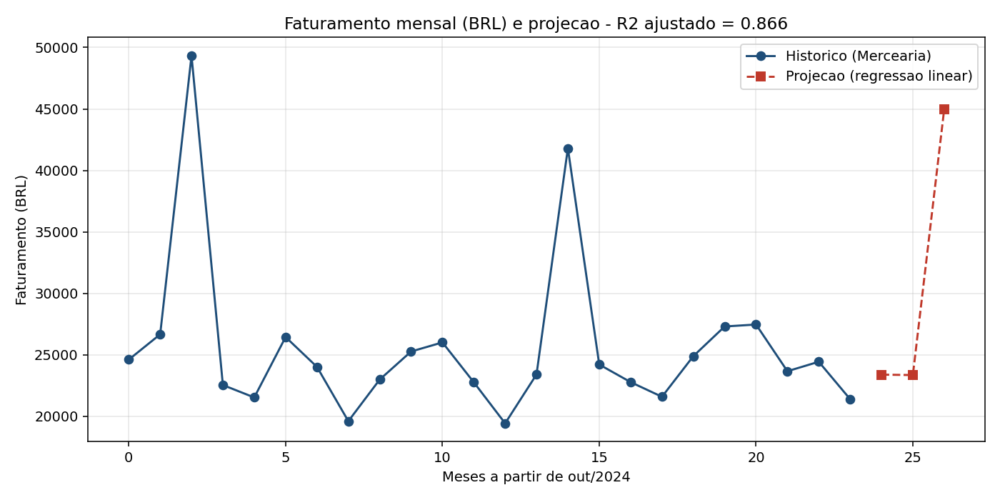 Faturamento mensal (BRL) e projecao - R2 ajustado = 0.866
Historico (Mercearia)
Projecao (regressao linear)
Faturamento (BRL)
50000
45000
40000
35000
30000
25000
20000
0 5 10 15 20 25
Meses a partir de out/2024